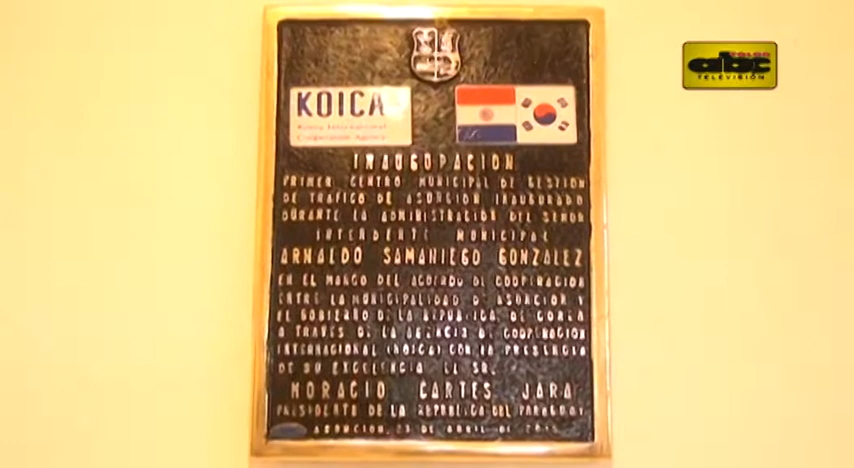 COLOR
abc
TELEVISIÓN
KOICA
Korea International
Cooperation Agency
INAUGURACION
PRIMER CENTRO MUNICIPAL DE GESTION
DE TRAFICO DE ASUNCION INAUGURADO
DURANTE LA ADMINISTRACION DEL SEÑOR
INTENDENTE MUNICIPAL
ARNALDO SAMANIEGO GONZALEZ
EN EL MARCO DEL ACUERDO DE COOPERACION
ENTRE LA MUNICIPALIDAD DE ASUNCION Y
EL GOBIERNO DE LA REPUBLICA DE COREA
A TRAVES DE LA AGENCIA DE COOPERACION
INTERNACIONAL (KOICA) CON LA PRESENCIA
DE SU EXCELENCIA EL SR.
HORACIO CARTES JARA
PRESIDENTE DE LA REPUBLICA DEL PARAGUAY
ASUNCION, DE ABRIL DE